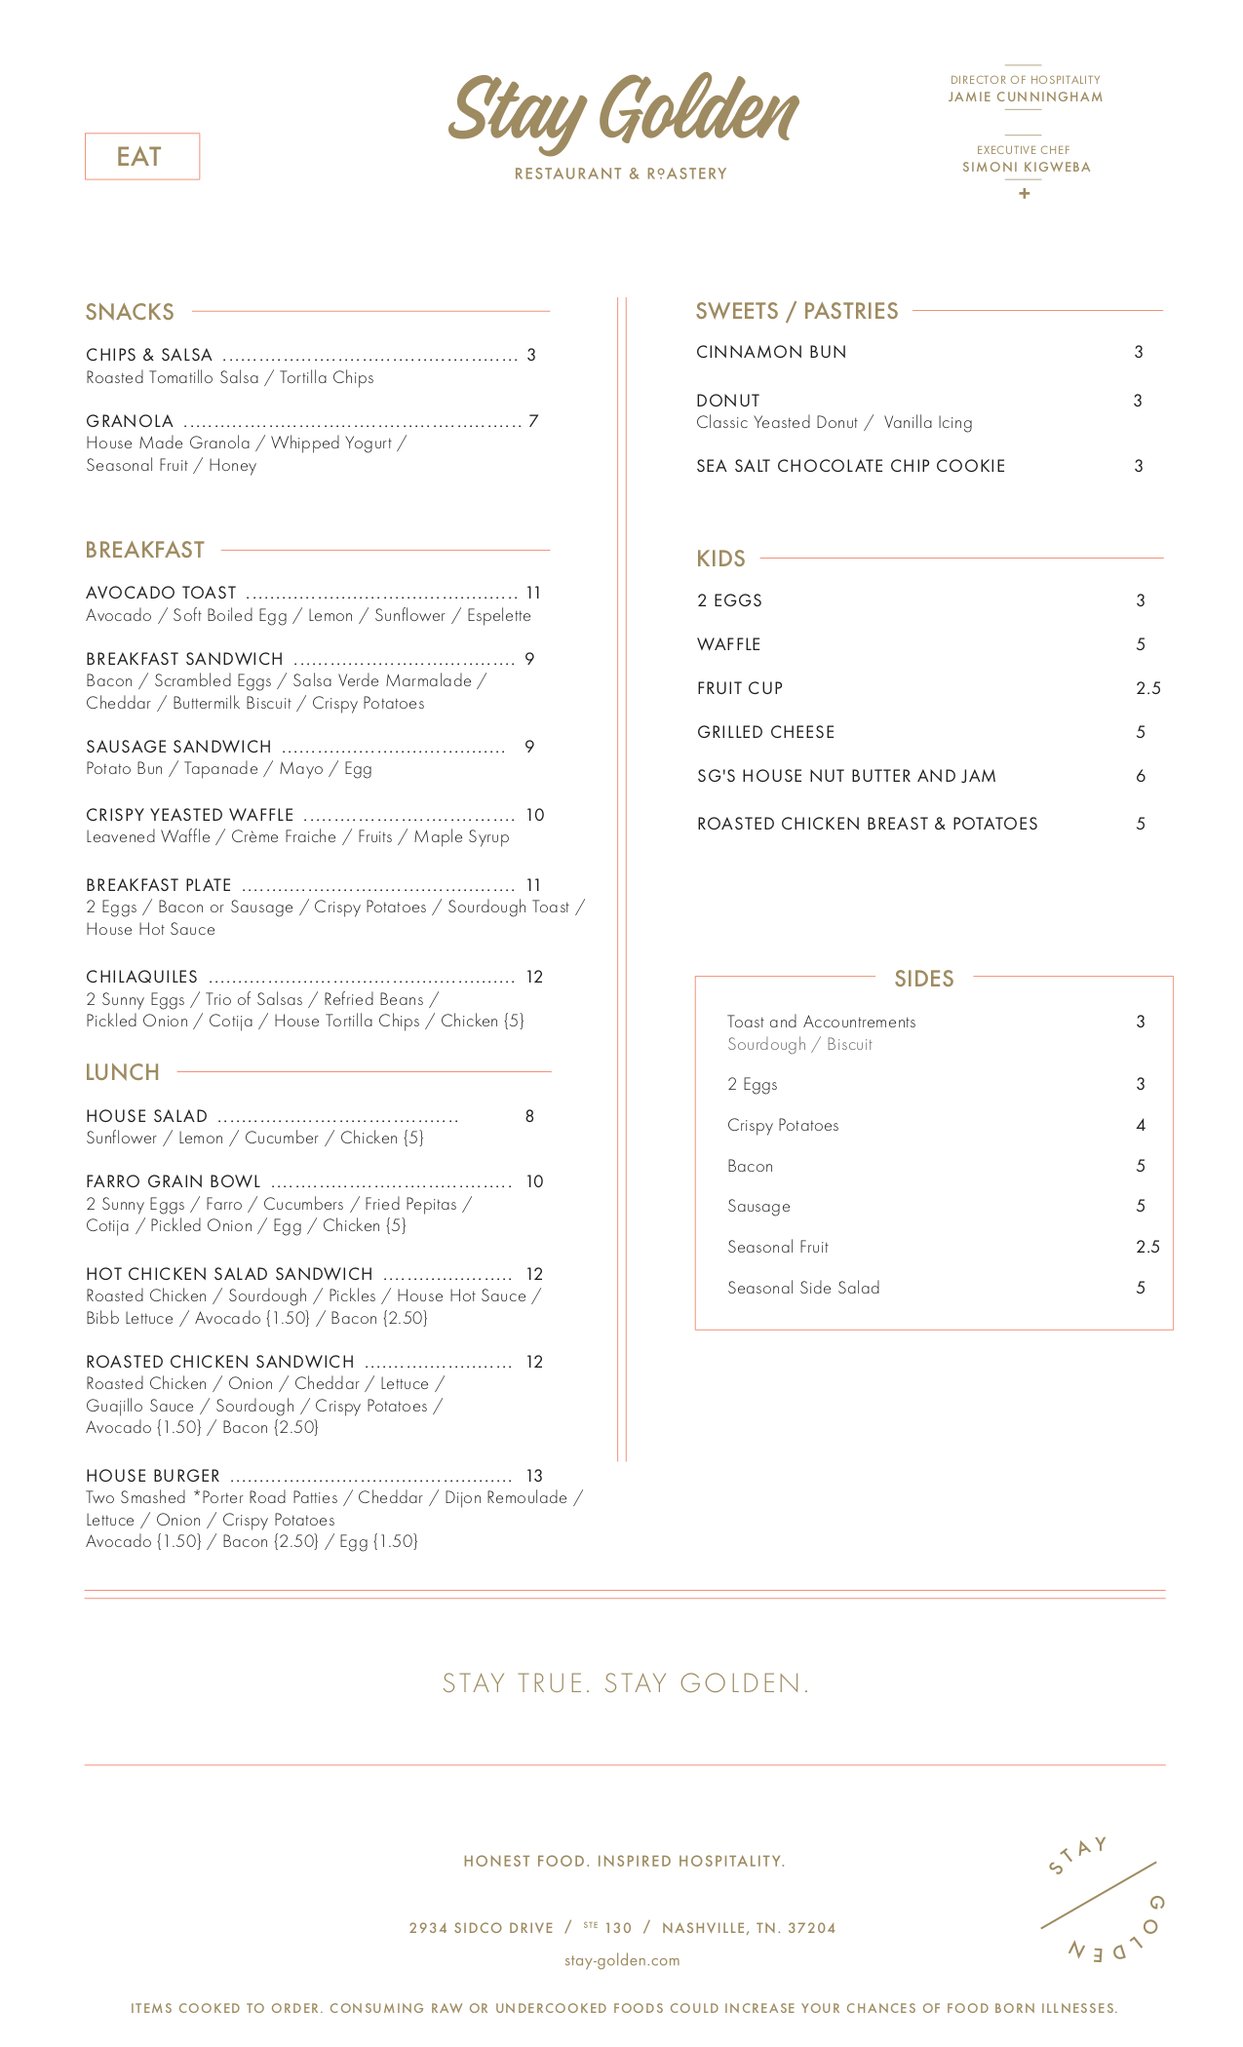 EAT
Stay Golden
RESTAURANT & ROASTERY
DIRECTOR OF HOSPITALITY
JAMIE CUNNINGHAM
EXECUTIVE CHEF
SIMONI KIGWEBA
+
SNACKS
CHIPS & SALSA .................................................. 3
Roasted Tomatillo Salsa / Tortilla Chips
GRANOLA ......................................................... 7
House Made Granola / Whipped Yogurt /
Seasonal Fruit / Honey
BREAKFAST
AVOCADO TOAST .............................................. 11
Avocado / Soft Boiled Egg / Lemon / Sunflower / Espelette
BREAKFAST SANDWICH ..................................... 9
Bacon / Scrambled Eggs / Salsa Verde Marmalade /
Cheddar / Buttermilk Biscuit / Crispy Potatoes
SAUSAGE SANDWICH ...................................... 9
Potato Bun / Tapanade / Mayo / Egg
CRISPY YEASTED WAFFLE .................................... 10
Leavened Waffle / Crème Fraiche / Fruits / Maple Syrup
BREAKFAST PLATE .............................................. 11
2 Eggs / Bacon or Sausage / Crispy Potatoes / Sourdough Toast /
House Hot Sauce
CHILAQUILES .................................................... 12
2 Sunny Eggs / Trio of Salsas / Refried Beans /
Pickled Onion / Cotija / House Tortilla Chips / Chicken {5}
LUNCH
HOUSE SALAD ......................................... 8
Sunflower / Lemon / Cucumber / Chicken {5}
FARRO GRAIN BOWL ......................................... 10
2 Sunny Eggs / Farro / Cucumbers / Fried Pepitas /
Cotija / Pickled Onion / Egg / Chicken {5}
HOT CHICKEN SALAD SANDWICH ...................... 12
Roasted Chicken / Sourdough / Pickles / House Hot Sauce /
Bibb Lettuce / Avocado {1.50} / Bacon {2.50}
ROASTED CHICKEN SANDWICH ......................... 12
Roasted Chicken / Onion / Cheddar / Lettuce /
Guajillo Sauce / Sourdough / Crispy Potatoes /
Avocado {1.50} / Bacon {2.50}
HOUSE BURGER ................................................ 13
Two Smashed *Porter Road Patties / Cheddar / Dijon Remoulade /
Lettuce / Onion / Crispy Potatoes
Avocado {1.50} / Bacon {2.50} / Egg {1.50}
SWEETS / PASTRIES
CINNAMON BUN 3
DONUT 3
Classic Yeasted Donut / Vanilla Icing
SEA SALT CHOCOLATE CHIP COOKIE 3
KIDS
2 EGGS 3
WAFFLE 5
FRUIT CUP 2.5
GRILLED CHEESE 5
SG'S HOUSE NUT BUTTER AND JAM 6
ROASTED CHICKEN BREAST & POTATOES 5
SIDES
Toast and Accountrements 3
Sourdough / Biscuit
2 Eggs 3
Crispy Potatoes 4
Bacon 5
Sausage 5
Seasonal Fruit 2.5
Seasonal Side Salad 5
STAY TRUE. STAY GOLDEN.
HONEST FOOD. INSPIRED HOSPITALITY.
2934 SIDCO DRIVE / STE 130 / NASHVILLE, TN. 37204
stay-golden.com
STAY
GOLDEN
ITEMS COOKED TO ORDER. CONSUMING RAW OR UNDERCOOKED FOODS COULD INCREASE YOUR CHANCES OF FOOD BORN ILLNESSES.